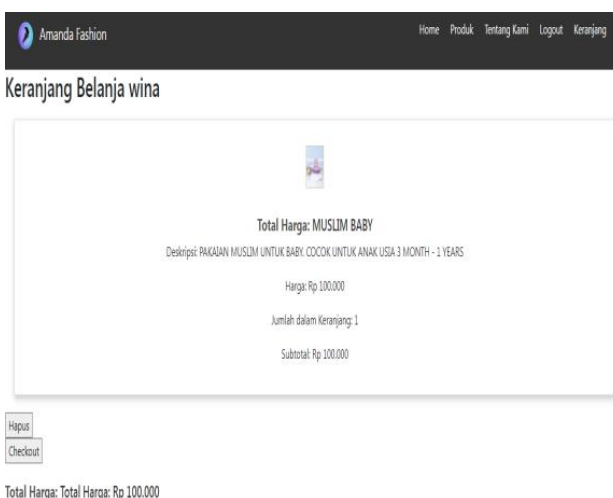 Amanda Fashion
Home Produk Tentang Kami Logout Keranjang
Keranjang Belanja wina
Total Harga: MUSLIM BABY
Deskripsi: PAKAIAN MUSLIM UNTUK BABY. COCOK UNTUK ANAK USIA 3 MONTH - 1 YEARS
Harga: Rp 100.000
Jumlah dalam Keranjang: 1
Subtotal: Rp 100.000
Hapus
Checkout
Total Harga: Total Harga: Rp 100.000